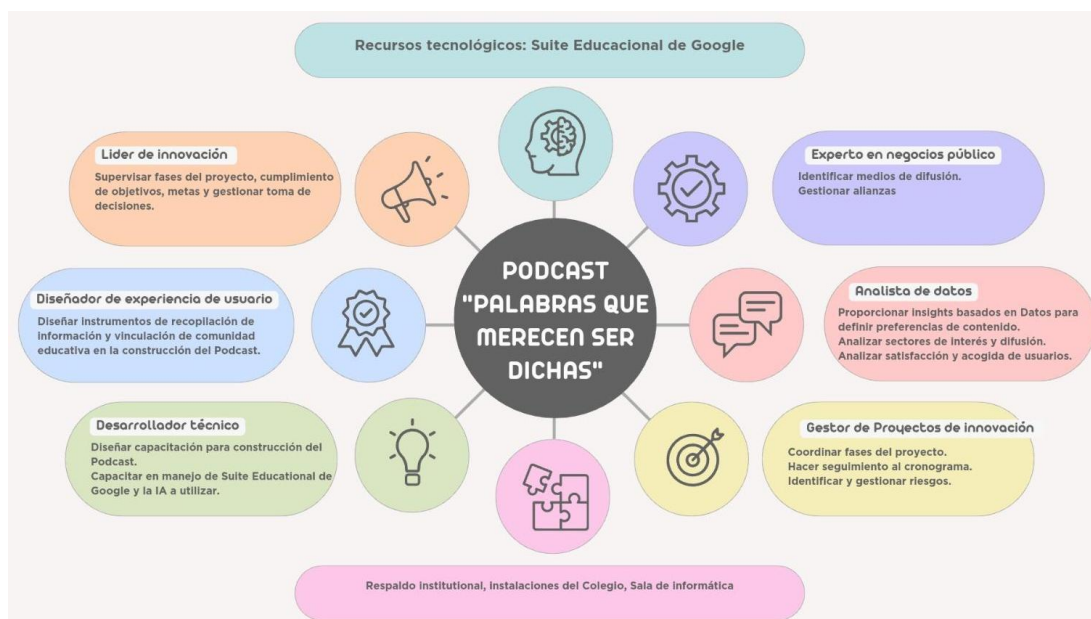 Recursos tecnológicos: Suite Educacional de Google
Lider de innovación
Supervisar fases del proyecto, cumplimiento
de objetivos, metas y gestionar toma de
decisiones.
Experto en negocios público
Identificar medios de difusión.
Gestionar alianzas
Diseñador de experiencia de usuario
Diseñar instrumentos de recopilación de
información y vinculación de comunidad
educativa en la construcción del Podcast.
PODCAST
"PALABRAS QUE
MERECEN SER
DICHAS"
Analista de datos
Proporcionar insights basados en Datos para
definir preferencias de contenido.
Analizar sectores de interés y difusión.
Analizar satisfacción y acogida de usuarios.
Desarrollador técnico
Diseñar capacitación para construcción del
Podcast.
Capacitar en manejo de Suite Educational de
Google y la IA a utilizar.
Gestor de Proyectos de innovación
Coordinar fases del proyecto.
Hacer seguimiento al cronograma.
Identificar y gestionar riesgos.
Respaldo institutional, Instalaciones del Colegio, Sala de informática